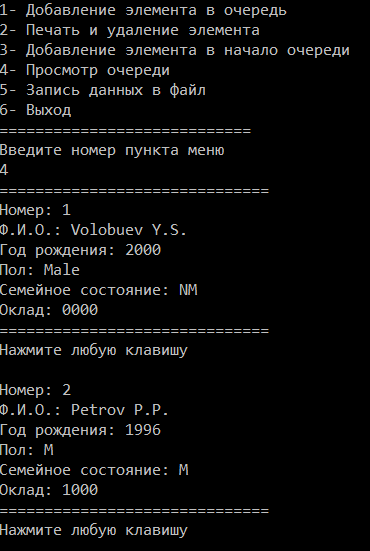 1- Добавление элемента в очередь
2- Печать и удаление элемента
3- Добавление элемента в начало очереди
4- Просмотр очереди
5- Запись данных в файл
6- Выход
============================
Введите номер пункта меню
4
==============================
Номер: 1
Ф.И.О.: Volobuev Y.S.
Год рождения: 2000
Пол: Male
Семейное состояние: NM
Оклад: 0000
==============================
Нажмите любую клавишу
Номер: 2
Ф.И.О.: Petrov P.P.
Год рождения: 1996
Пол: M
Семейное состояние: M
Оклад: 1000
==============================
Нажмите любую клавишу